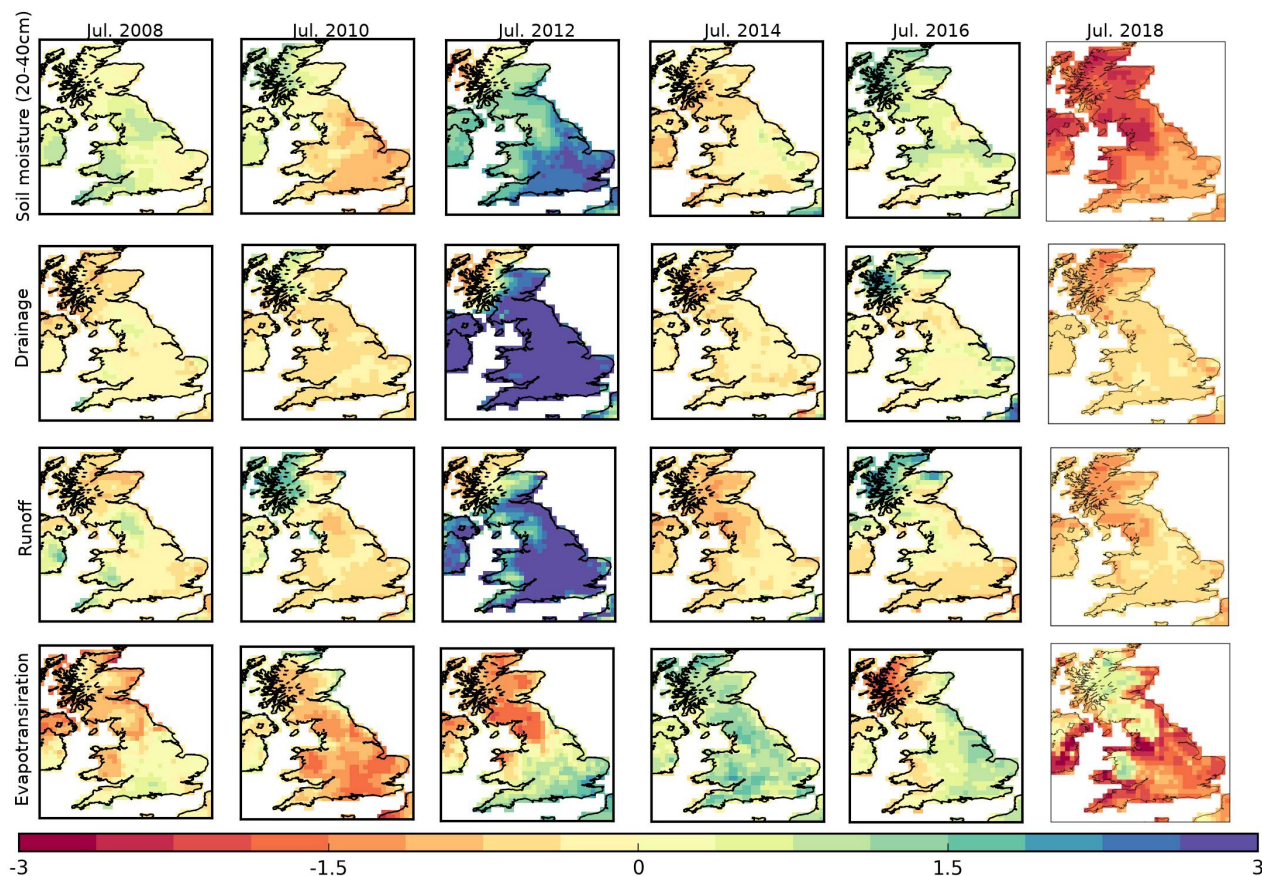 Jul. 2008 Jul. 2010 Jul. 2012 Jul. 2014 Jul. 2016 Jul. 2018
Soil moisture (20-40cm)
Drainage
Runoff
Evapotransiration
-3 -1.5 0 1.5 3